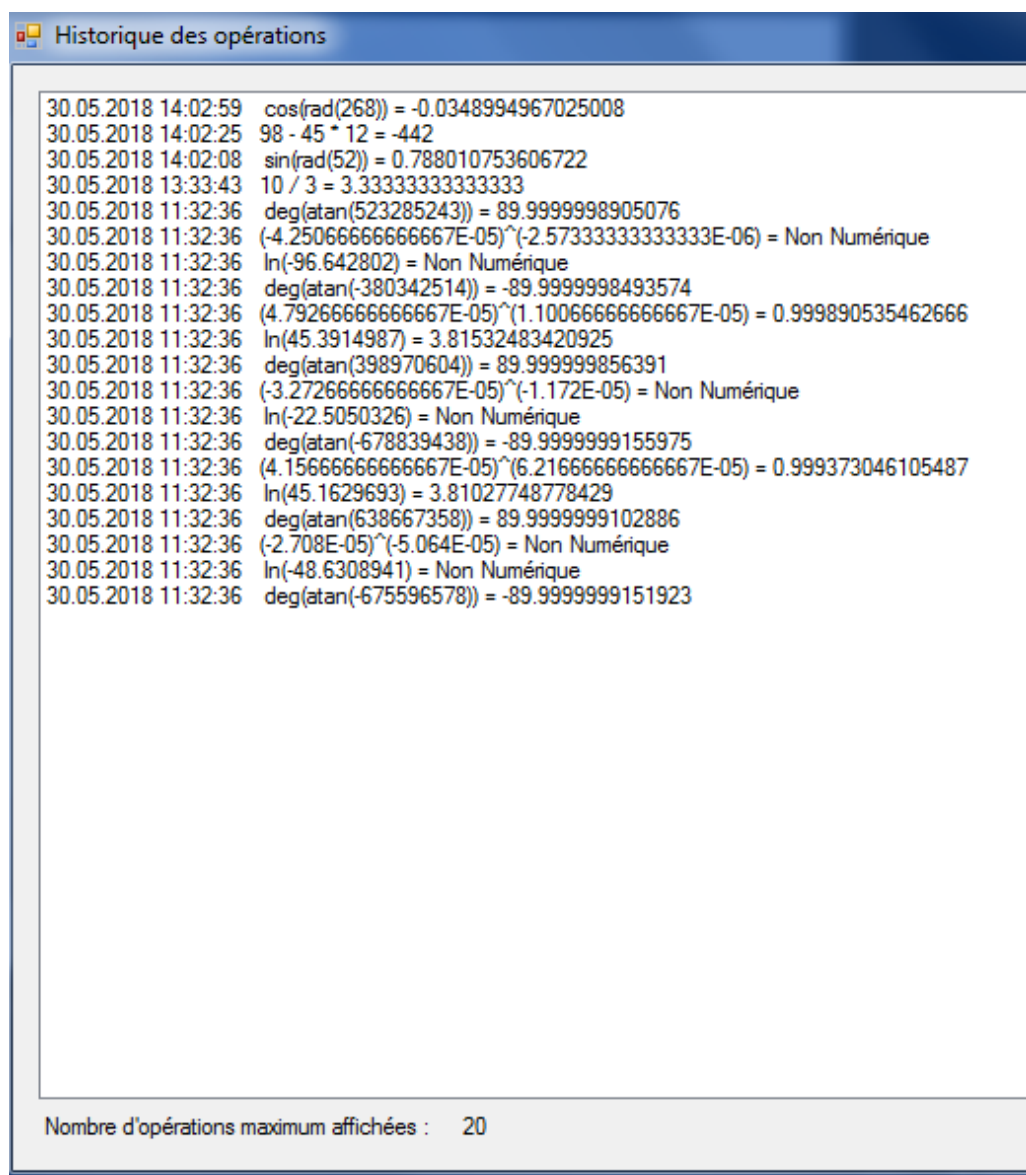 Historique des opérations
30.05.2018 14:02:59 cos(rad(268)) = -0.0348994967025008
30.05.2018 14:02:25 98 - 45 * 12 = -442
30.05.2018 14:02:08 sin(rad(52)) = 0.788010753606722
30.05.2018 13:33:43 10 / 3 = 3.33333333333333
30.05.2018 11:32:36 deg(atan(523285243)) = 89.9999998905076
30.05.2018 11:32:36 (-4.25066666666667E-05)^(-2.57333333333333E-06) = Non Numérique
30.05.2018 11:32:36 ln(-96.642802) = Non Numérique
30.05.2018 11:32:36 deg(atan(-380342514)) = -89.9999998493574
30.05.2018 11:32:36 (4.79266666666667E-05)^(1.10066666666667E-05) = 0.999890535462666
30.05.2018 11:32:36 ln(45.3914987) = 3.81532483420925
30.05.2018 11:32:36 deg(atan(398970604)) = 89.999999856391
30.05.2018 11:32:36 (-3.27266666666667E-05)^(-1.172E-05) = Non Numérique
30.05.2018 11:32:36 ln(-22.5050326) = Non Numérique
30.05.2018 11:32:36 deg(atan(-678839438)) = -89.9999999155975
30.05.2018 11:32:36 (4.15666666666667E-05)^(6.21666666666667E-05) = 0.999373046105487
30.05.2018 11:32:36 ln(45.1629693) = 3.81027748778429
30.05.2018 11:32:36 deg(atan(638667358)) = 89.9999999102886
30.05.2018 11:32:36 (-2.708E-05)^(-5.064E-05) = Non Numérique
30.05.2018 11:32:36 ln(-48.6308941) = Non Numérique
30.05.2018 11:32:36 deg(atan(-675596578)) = -89.9999999151923
Nombre d'opérations maximum affichées : 20